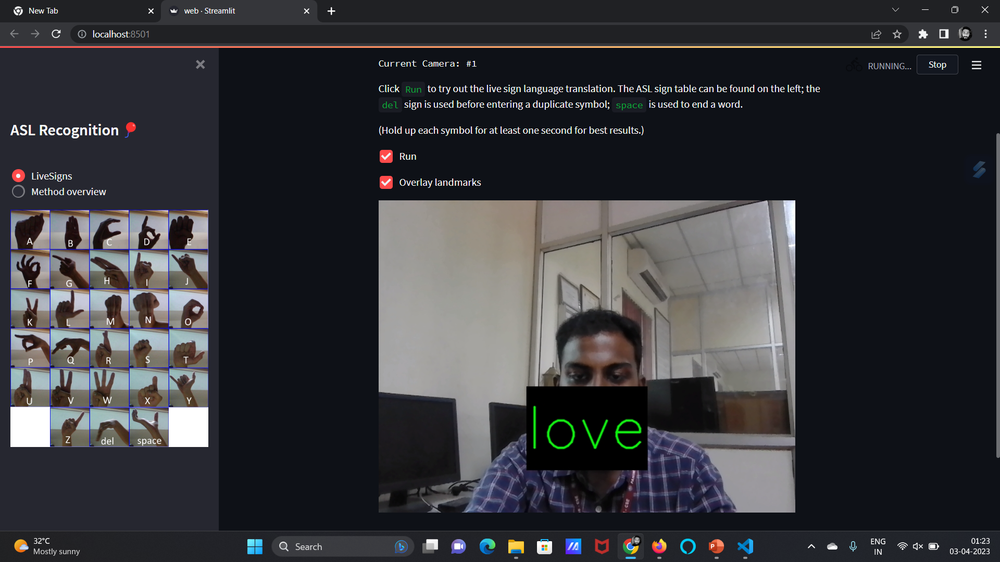 New Tab
web · Streamlit
localhost:8501
Current Camera: #1
RUNNING...
Stop
Click Run to try out the live sign language translation. The ASL sign table can be found on the left; the
del sign is used before entering a duplicate symbol; space is used to end a word.
(Hold up each symbol for at least one second for best results.)
Run
Overlay landmarks
ASL Recognition
LiveSigns
Method overview
A B C D E
F G H I J
K L M N O
P Q R S T
U V W X Y
Z del space
love
32°C
Mostly sunny
Search
ENG
IN
01:23
03-04-2023